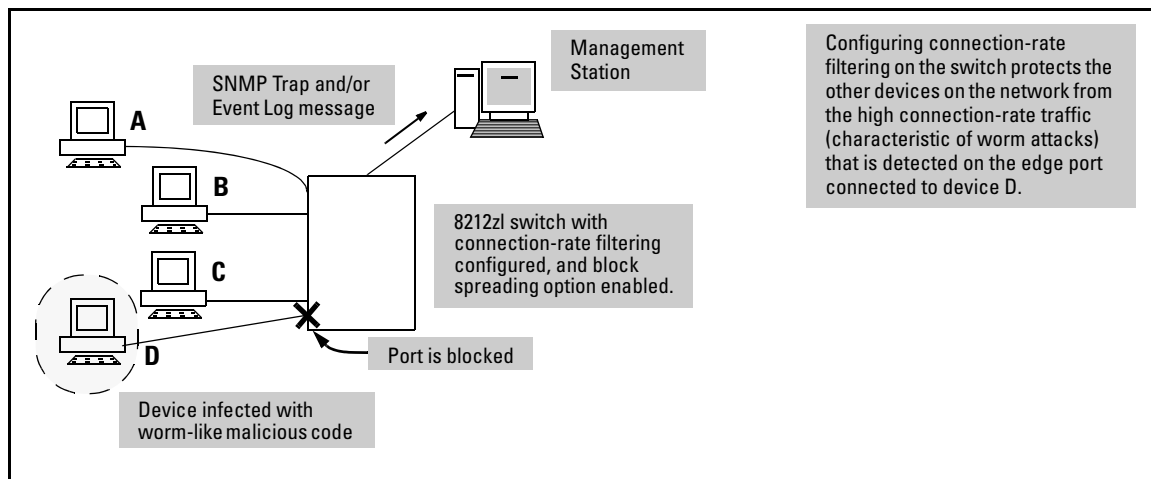 Management
Station
SNMP Trap and/or
Event Log message
Configuring connection-rate
filtering on the switch protects the
other devices on the network from
the high connection-rate traffic
(characteristic of worm attacks)
that is detected on the edge port
connected to device D.
A
B
C
D
8212zl switch with
connection-rate filtering
configured, and block
spreading option enabled.
Port is blocked
Device infected with
worm-like malicious code